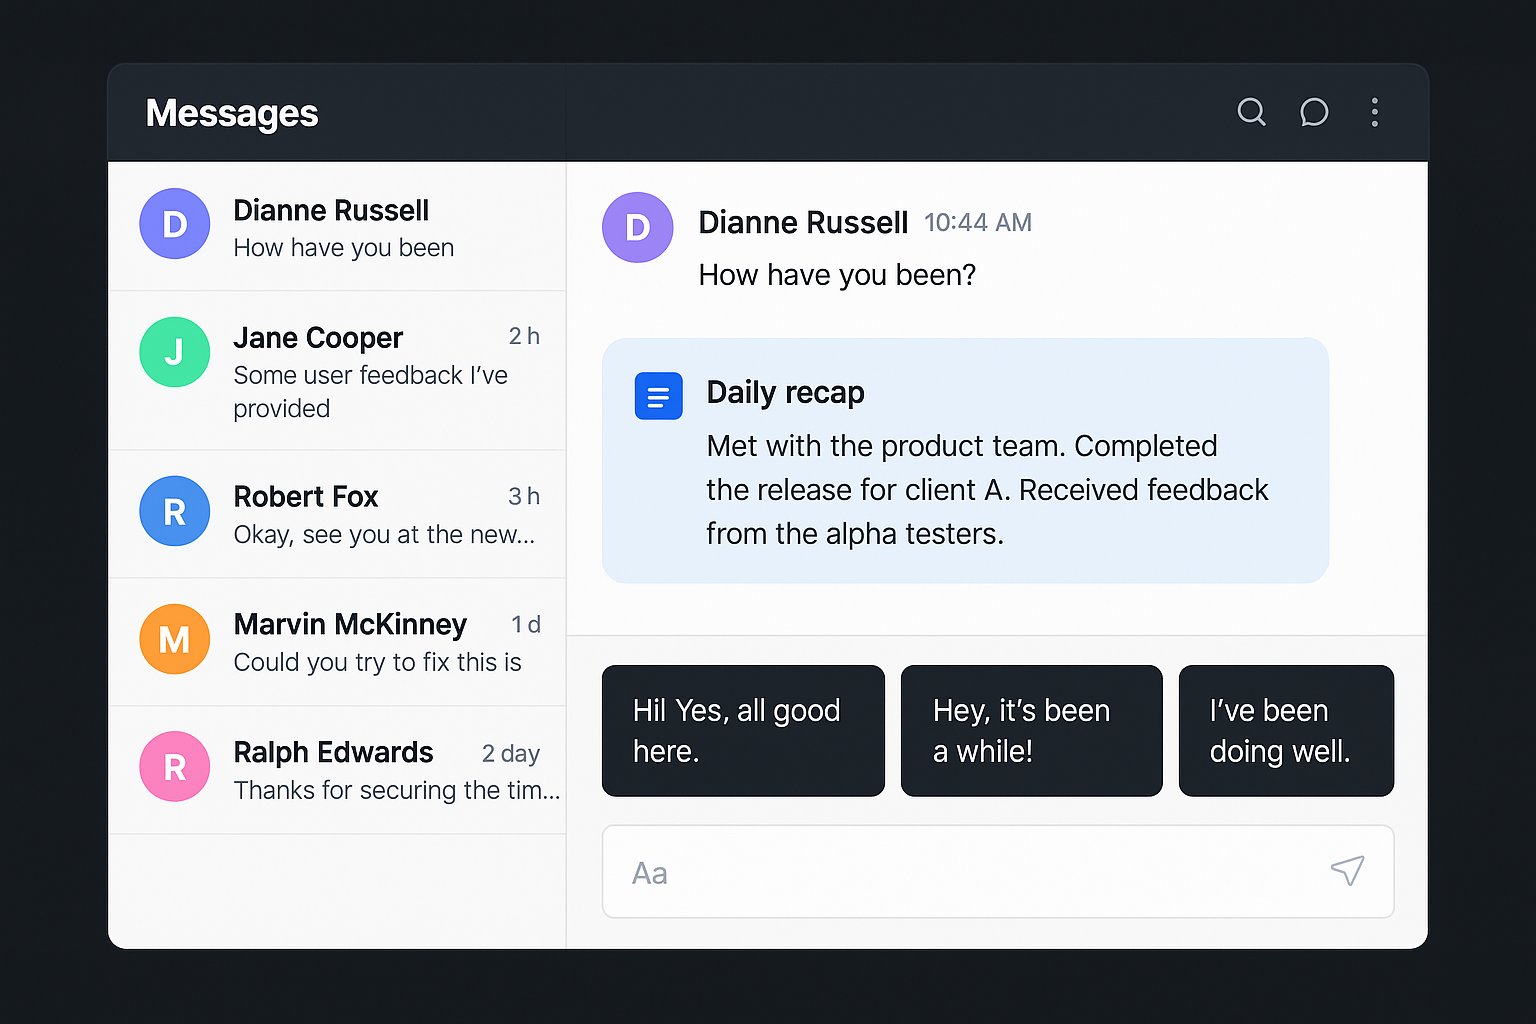 Messages
D
Dianne Russell
How have you been
J
Jane Cooper 2 h
Some user feedback I’ve
provided
R
Robert Fox 3 h
Okay, see you at the new...
M
Marvin McKinney 1 d
Could you try to fix this is
R
Ralph Edwards 2 day
Thanks for securing the tim...
D
Dianne Russell 10:44 AM
How have you been?
Daily recap
Met with the product team. Completed
the release for client A. Received feedback
from the alpha testers.
Hil Yes, all good
here.
Hey, it’s been
a while!
I’ve been
doing well.
Aa